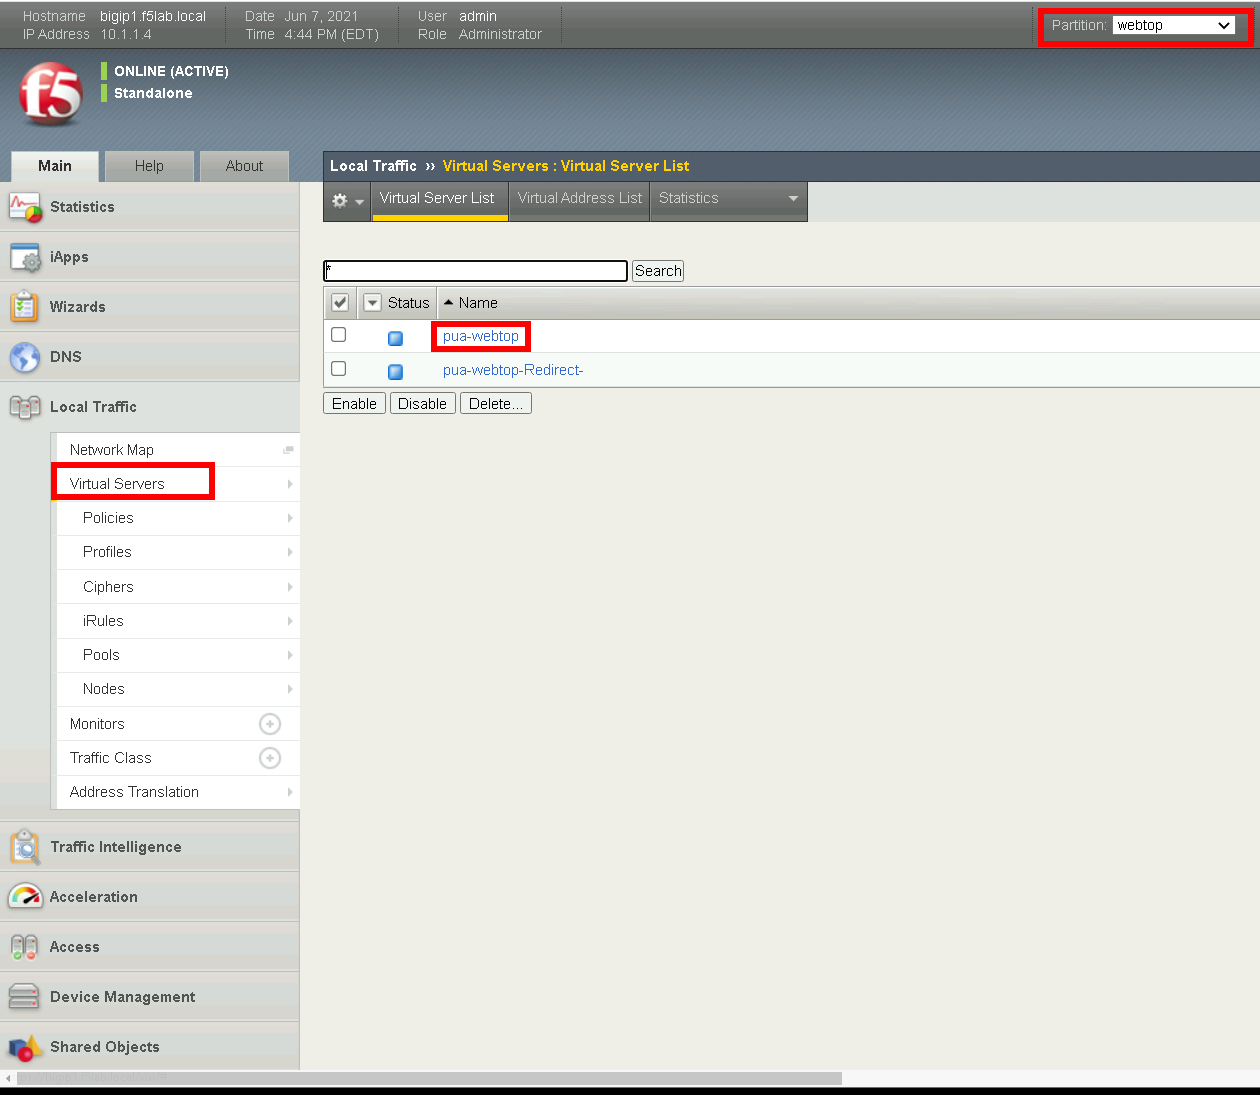 Hostname bigip1.f5lab.local Date Jun 7, 2021 User admin Partition: webtop
IP Address 10.1.1.4 Time 4:44 PM (EDT) Role Administrator
f5
ONLINE (ACTIVE)
Standalone
Main Help About
Local Traffic ›› Virtual Servers : Virtual Server List
Virtual Server List Virtual Address List Statistics
Statistics
iApps
Wizards
DNS
Local Traffic
Network Map
Virtual Servers
Policies
Profiles
Ciphers
iRules
Pools
Nodes
Monitors
Traffic Class
Address Translation
Traffic Intelligence
Acceleration
Access
Device Management
Shared Objects
* Search
Status Name
pua-webtop
pua-webtop-Redirect-
Enable Disable Delete...